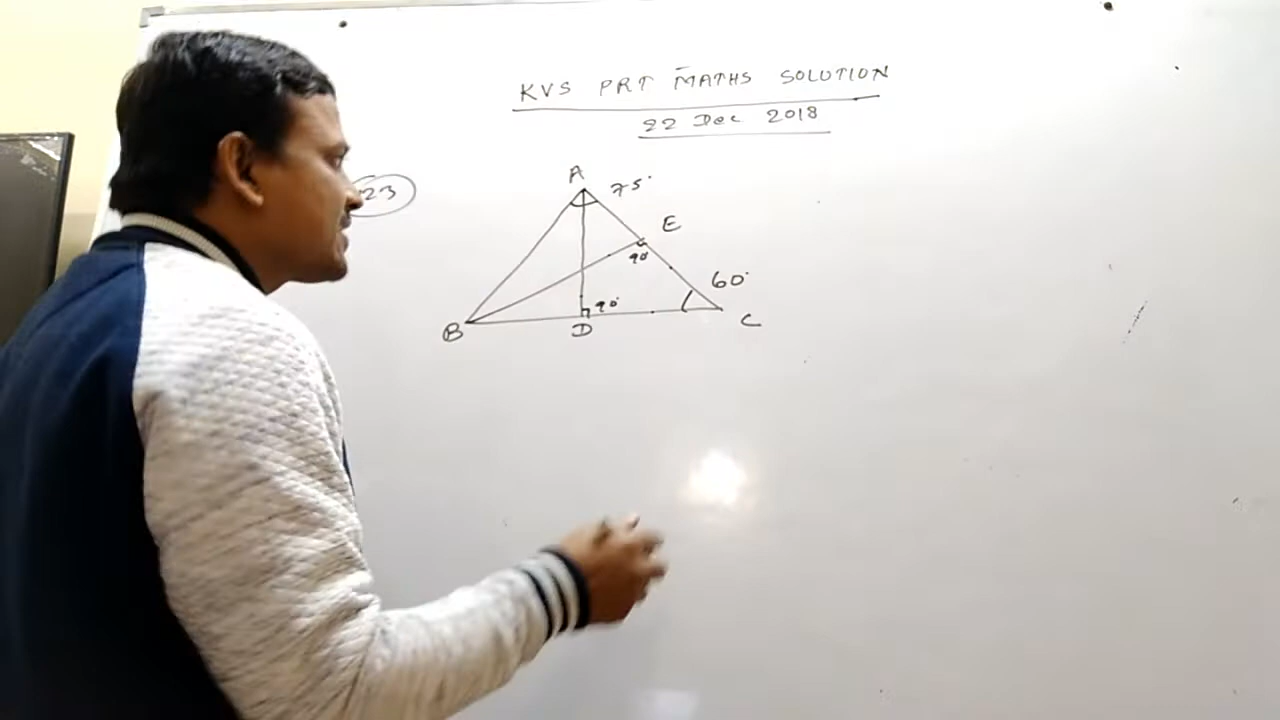 KVS PRT MATHS SOLUTION
22 Dec 2018
23
A 75°
E
90°
60°
90°
B D C